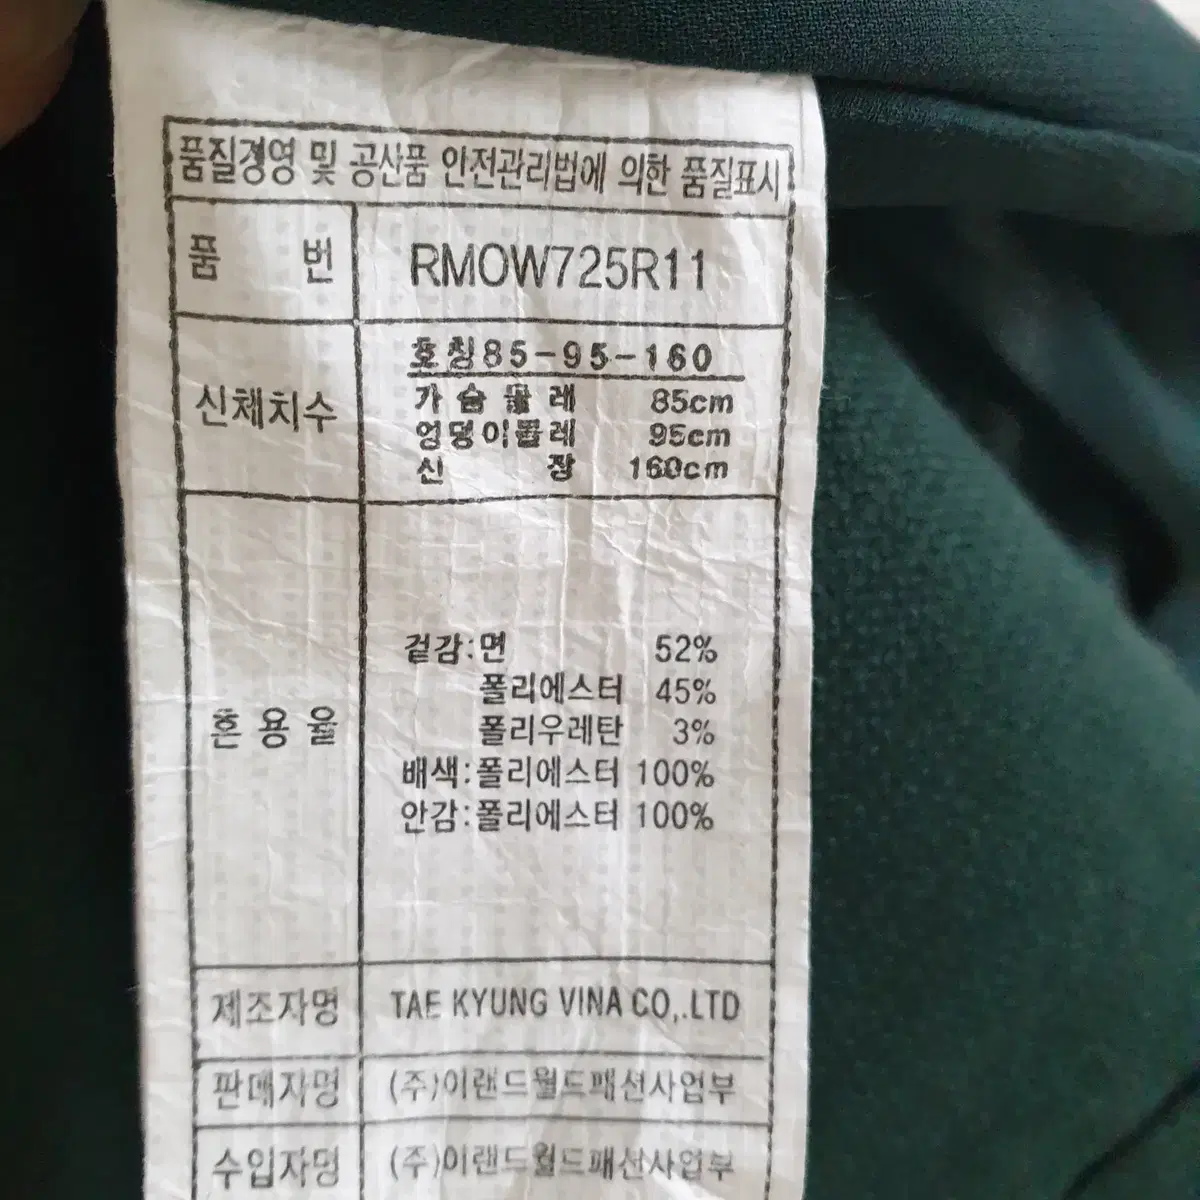 품질경영 및 공산품 안전관리법에 의한 품질표시
품 번 RMOW725R11
신체치수
호칭85-95-160
가슴둘레 85cm
엉덩이둘레 95cm
신 장 160cm
혼용율
겉감:면 52%
폴리에스터 45%
폴리우레탄 3%
배색:폴리에스터 100%
안감:폴리에스터 100%
제조자명 TAE KYUNG VINA CO,.LTD
판매자명 (주)이랜드월드패션사업부
수입자명 (주)이랜드월드패션사업부